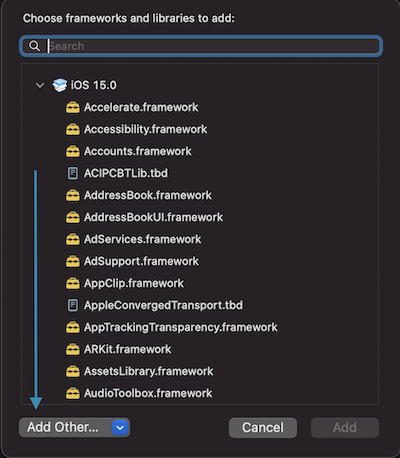 Choose frameworks and libraries to add:
Search
iOS 15.0
Accelerate.framework
Accessibility.framework
Accounts.framework
ACIPCBTLib.tbd
AddressBook.framework
AddressBookUI.framework
AdServices.framework
AdSupport.framework
AppClip.framework
AppleConvergedTransport.tbd
AppTrackingTransparency.framework
ARKit.framework
AssetsLibrary.framework
AudioToolbox.framework
Add Other... Cancel Add